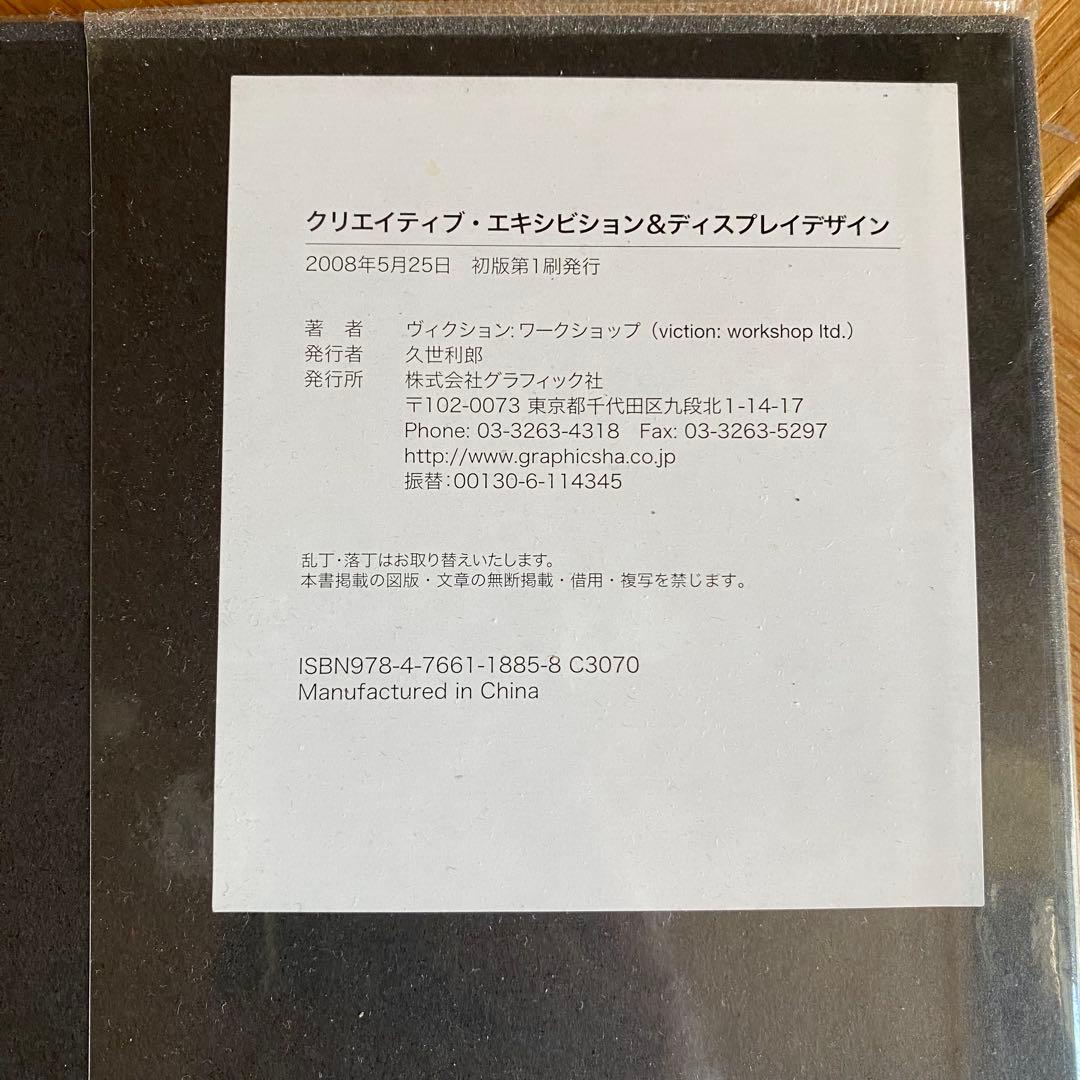 クリエイティブ・エキシビション&ディスプレイデザイン
2008年5月25日　初版第1刷発行
著　者　ヴィクション: ワークショップ（viction: workshop ltd.）
発行者　久世利郎
発行所　株式会社グラフィック社
〒102-0073 東京都千代田区九段北1-14-17
Phone: 03-3263-4318　Fax: 03-3263-5297
http://www.graphicsha.co.jp
振替：00130-6-114345
乱丁・落丁はお取り替えいたします。
本書掲載の図版・文章の無断掲載・借用・複写を禁じます。
ISBN978-4-7661-1885-8 C3070
Manufactured in China